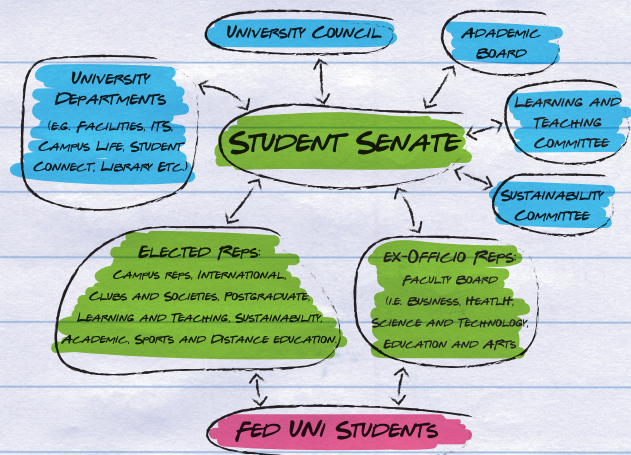 UNIVERSITY COUNCIL
ADADEMIC
BOARD
UNIVERSITY
DEPARTMENTS
(E.G. FACILITIES, ITS,
CAMPUS LIFE, STUDENT
CONNECT, LIBRARY ETC.)
STUDENT SENATE
LEARNING AND
TEACHING
COMMITTEE
SUSTAINABILITY
COMMITTEE
ELECTED REPS:
CAMPUS REPS, INTERNATIONAL,
CLUBS AND SOCIETIES, POSTGRADUATE,
LEARNING AND TEACHING, SUSTAINABILITY,
ACADEMIC, SPORTS AND DISTANCE EDUCATION.
EX-OFFICIO REPS:
FACULTY BOARD
(I.E. BUSINESS, HEATLH,
SCIENCE AND TECHNOLOGY,
EDUCATION AND ARTS
FED UNI STUDENTS